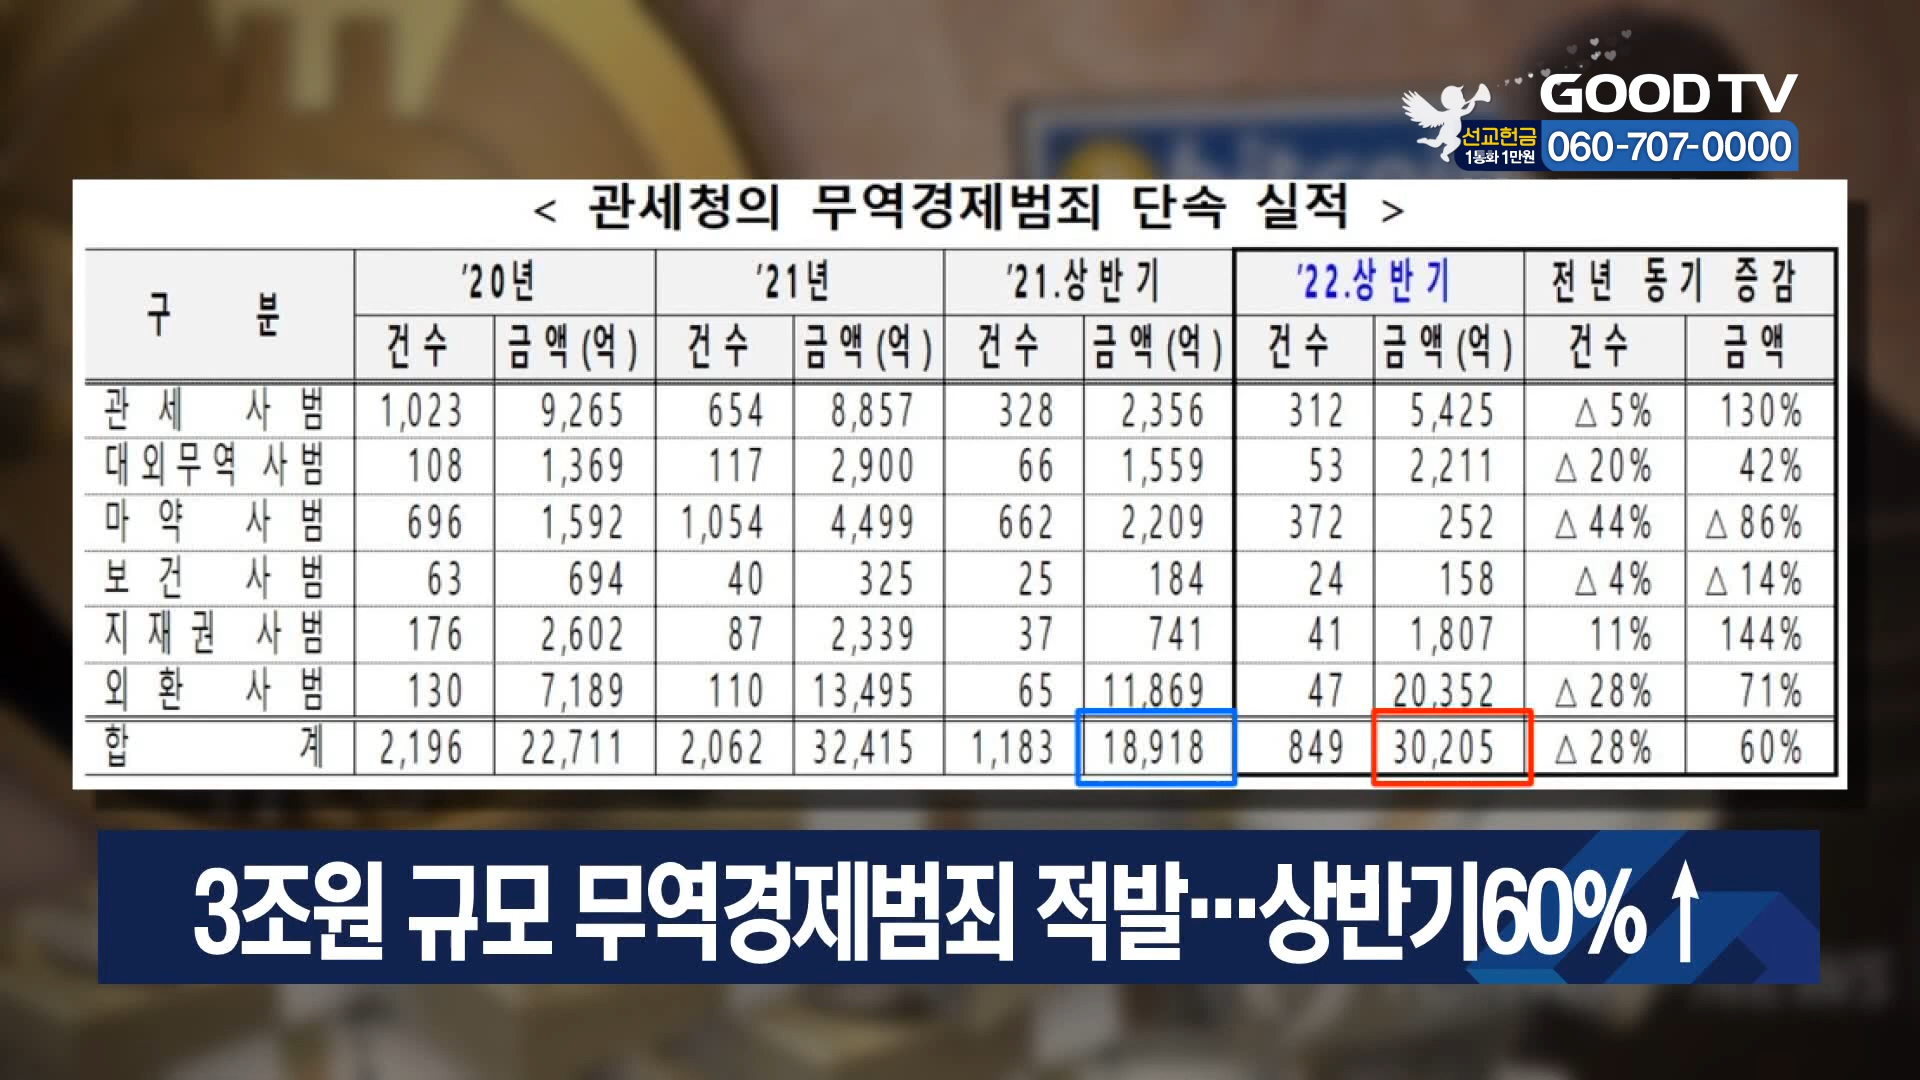 GOODTV
선교헌금
1통화 1만원
060-707-0000
< 관세청의 무역경제범죄 단속 실적 >
구 분 '20년 '21년 '21.상반기 '22.상반기 전년 동기 증감
건수 금액(억) 건수 금액(억) 건수 금액(억) 건수 금액(억) 건수 금액
관세 사범 1,023 9,265 654 8,857 328 2,356 312 5,425 △5% 130%
대외무역 사범 108 1,369 117 2,900 66 1,559 53 2,211 △20% 42%
마약 사범 696 1,592 1,054 4,499 662 2,209 372 252 △44% △86%
보건 사범 63 694 40 325 25 184 24 158 △4% △14%
지재권 사범 176 2,602 87 2,339 37 741 41 1,807 11% 144%
외환 사범 130 7,189 110 13,495 65 11,869 47 20,352 △28% 71%
합 계 2,196 22,711 2,062 32,415 1,183 18,918 849 30,205 △28% 60%
3조원 규모 무역경제범죄 적발…상반기60%↑